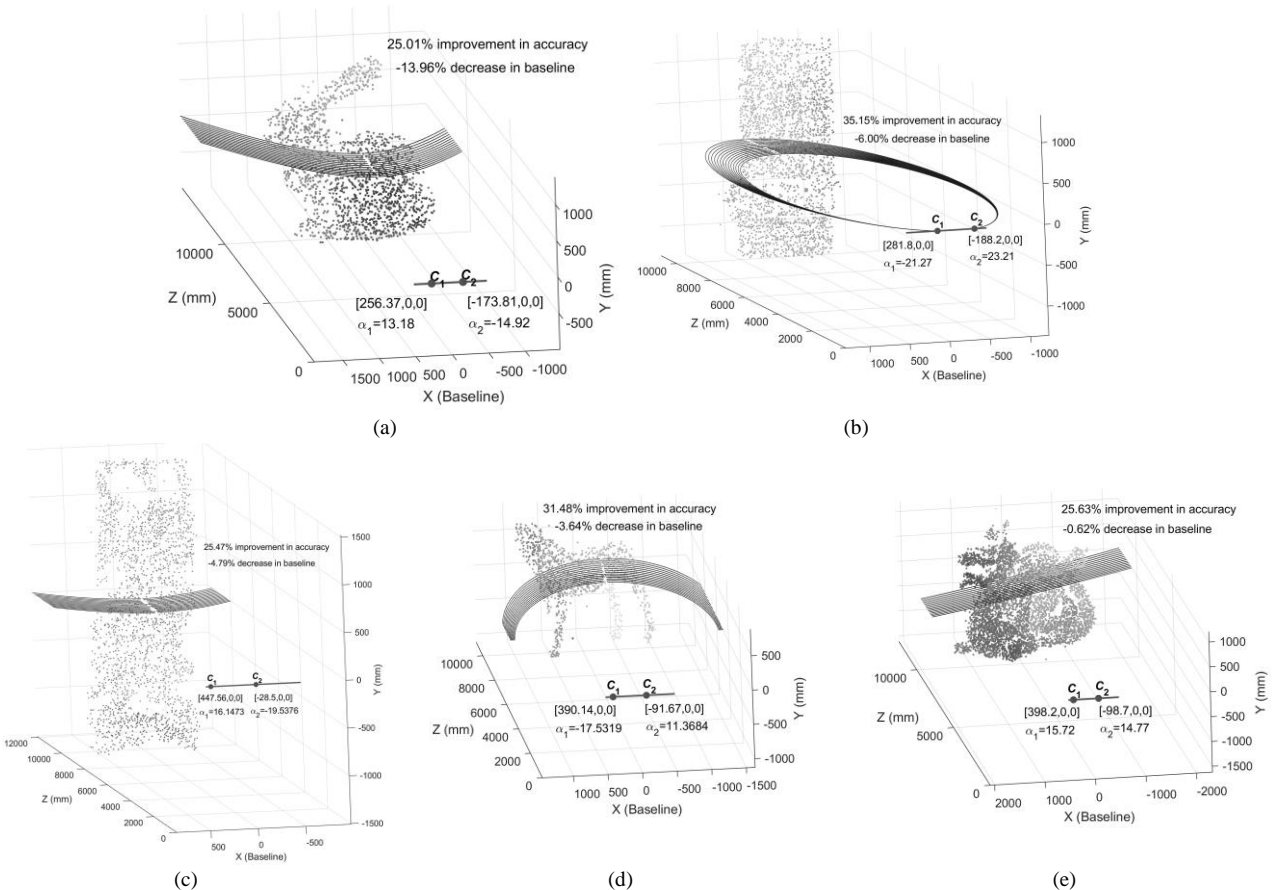 25.01% improvement in accuracy
-13.96% decrease in baseline
1000
500
0
-500
Y (mm)
10000
5000
0
Z (mm)
C1 C2
[256.37,0,0] [-173.81,0,0]
α1=13.18 α2=-14.92
1500 1000 500 0 -500 -1000
X (Baseline)
(a)
35.15% improvement in accuracy
-6.00% decrease in baseline
1000
500
0
-500
-1000
Y (mm)
C1 C2
[281.8,0,0] [-188.2,0,0]
α1=-21.27 α2=23.21
10000
8000
6000
4000
2000
0
Z (mm)
1000 500 0 -500 -1000
X (Baseline)
(b)
25.47% improvement in accuracy
-4.79% decrease in baseline
1500
1000
500
0
-500
-1000
-1500
Y (mm)
C1 C2
[447.56,0,0] [-28.5,0,0]
α1=16.1473 α2=-19.5376
12000
10000
8000
6000
4000
2000
0
Z (mm)
500 0 -500
X (Baseline)
(c)
31.48% improvement in accuracy
-3.64% decrease in baseline
500
0
-500
-1000
Y (mm)
C1 C2
[390.14,0,0] [-91.67,0,0]
α1=-17.5319 α2=11.3684
10000
8000
6000
4000
2000
0
Z (mm)
1000 500 0 -500 -1000 -1500
X (Baseline)
(d)
25.63% improvement in accuracy
-0.62% decrease in baseline
1000
500
0
-500
-1000
-1500
Y (mm)
C1 C2
[398.2,0,0] [-98.7,0,0]
α1=15.72 α2=14.77
10000
5000
0
Z (mm)
2000 1000 0 -1000 -2000
X (Baseline)
(e)